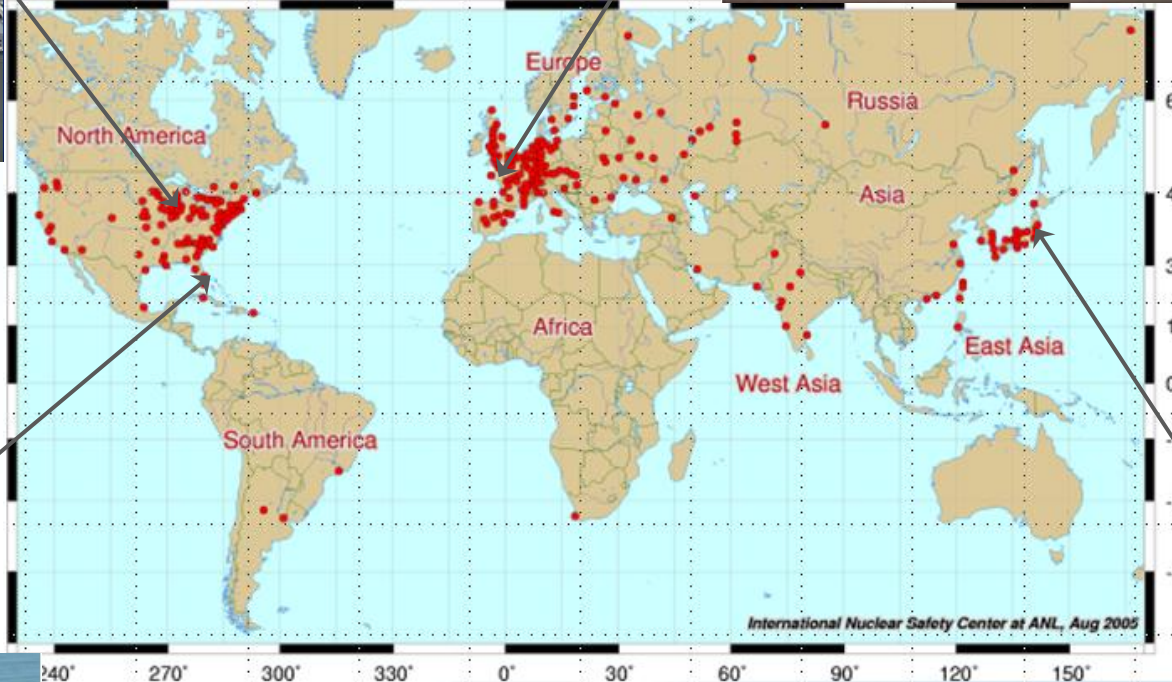 Europe
Russia
North America
Asia
Africa
East Asia
West Asia
South America
International Nuclear Safety Center at ANL, Aug 2005
240° 270° 300° 330° 0° 30° 60° 90° 120° 150°